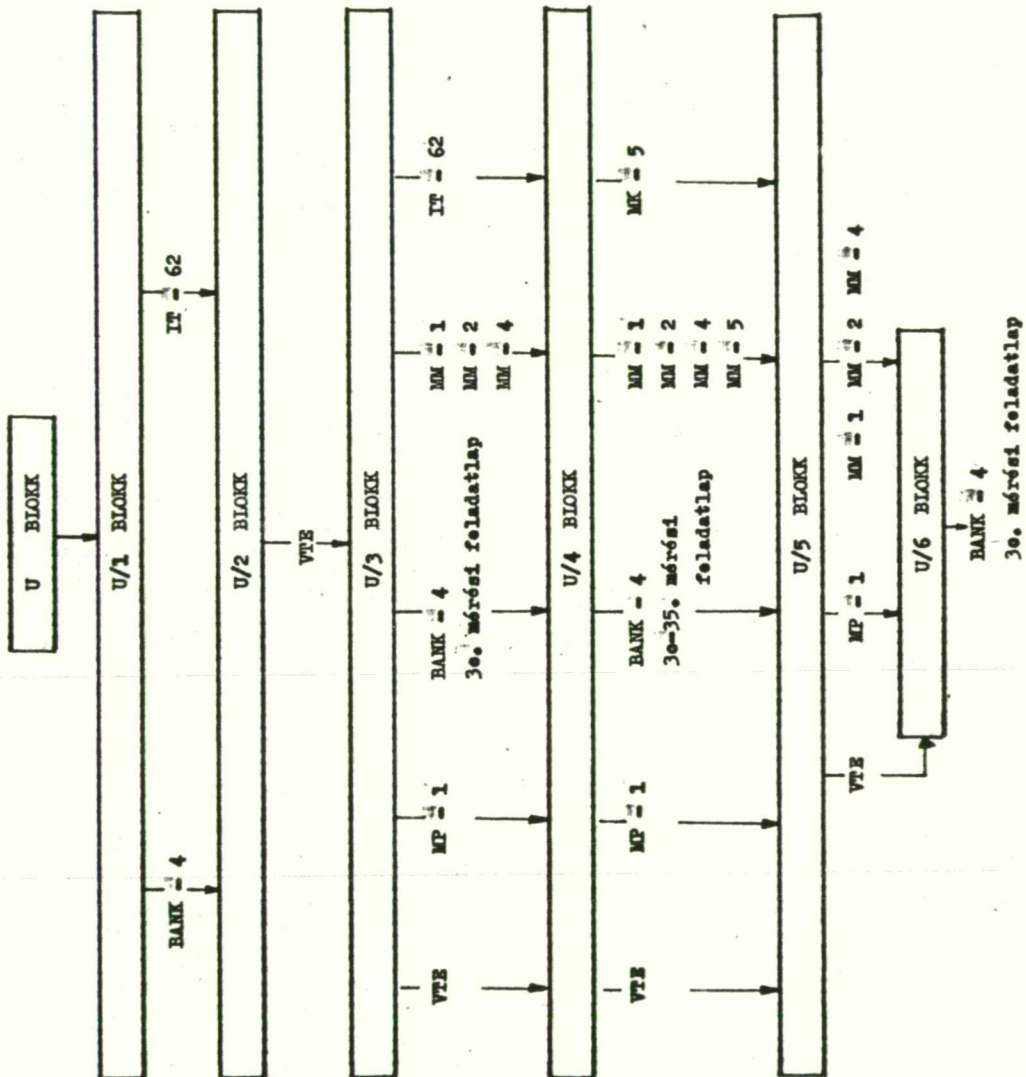 U BLOKK
U/1 BLOKK
BANK = 4
IT = 62
U/2 BLOKK
VTE
U/3 BLOKK
VTE
MP = 1
BANK = 4
3o. mérési feladatlap
MM = 1
MM = 2
MM = 4
IT = 62
U/4 BLOKK
VTE
MP = 1
BANK = 4
3o-35. mérési
feladatlap
MM = 1
MM = 2
MM = 4
MM = 5
MK = 5
U/5 BLOKK
VTE
MP = 1
MM = 1 MM = 2 MM = 4
U/6 BLOKK
BANK = 4
3o. mérési feladatlap